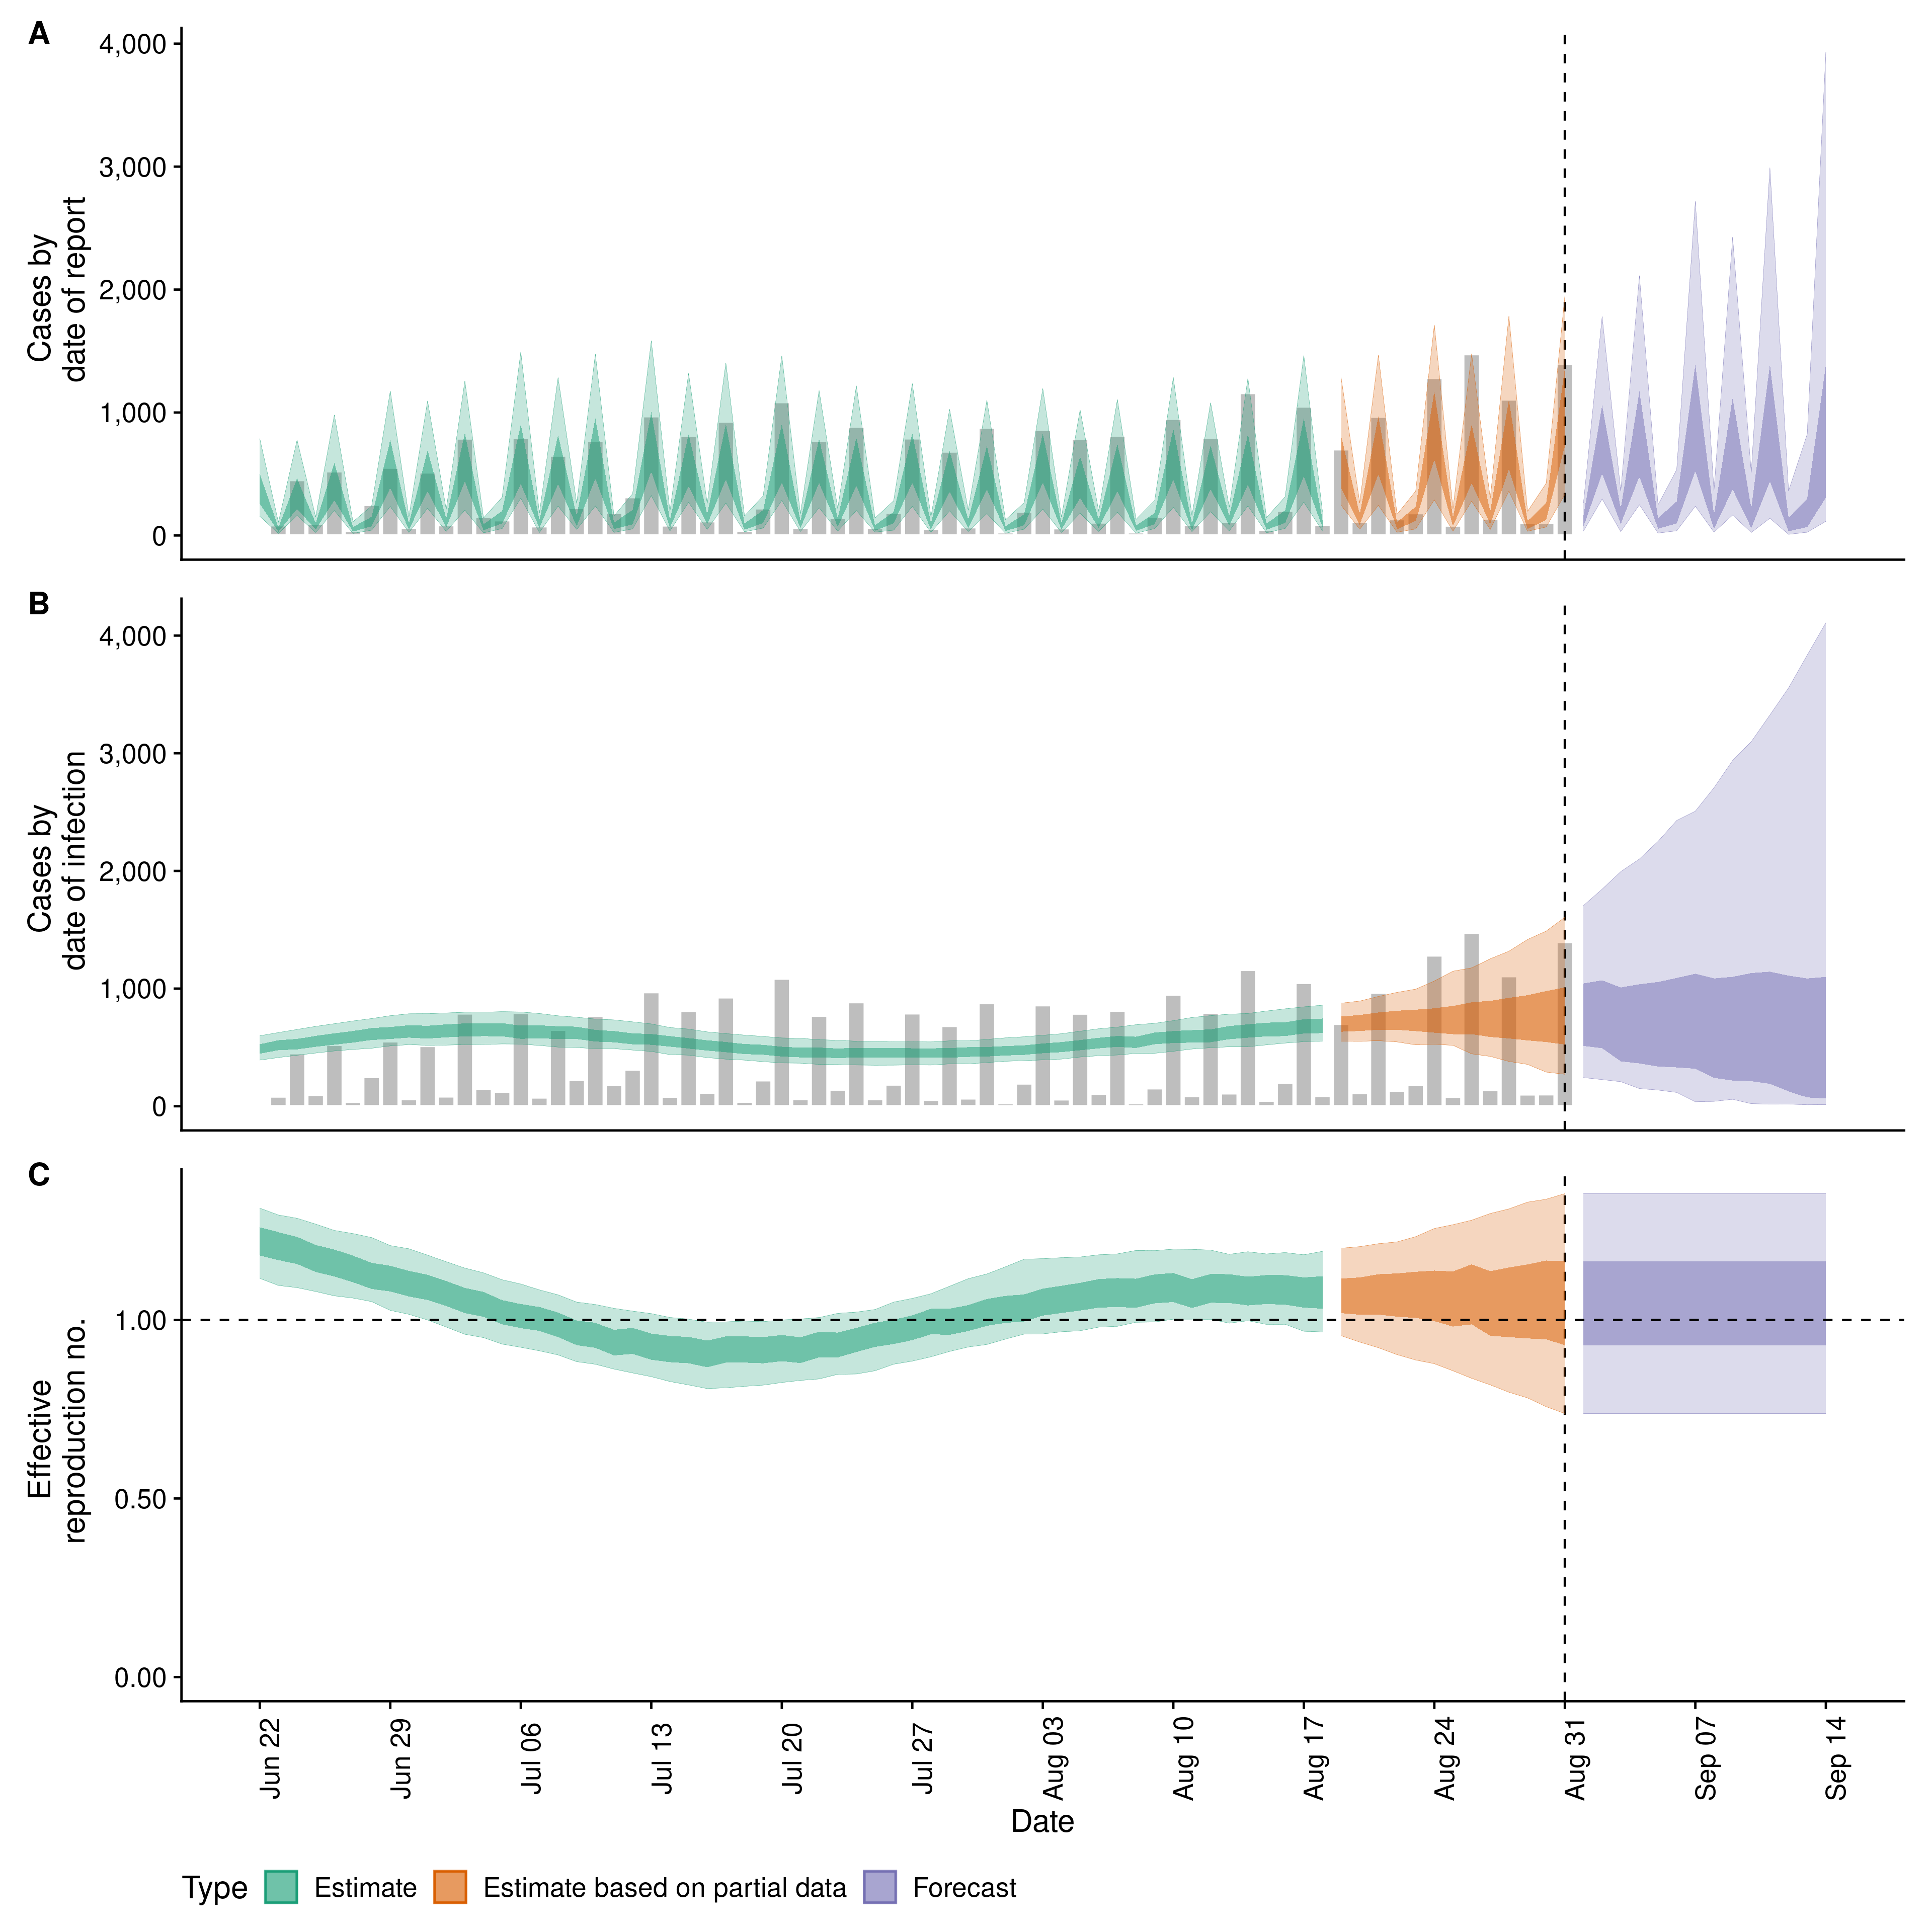 A
Cases by
date of report
4,000
3,000
2,000
1,000
0
B
Cases by
date of infection
4,000
3,000
2,000
1,000
0
C
Effective
reproduction no.
1.00
0.50
0.00
Jun 22
Jun 29
Jul 06
Jul 13
Jul 20
Jul 27
Aug 03
Aug 10
Aug 17
Aug 24
Aug 31
Sep 07
Sep 14
Date
Type Estimate Estimate based on partial data Forecast